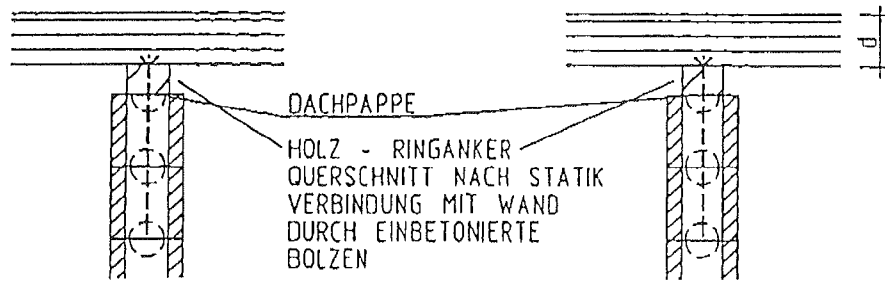 d
DACHPAPPE
HOLZ - RINGANKER
QUERSCHNITT NACH STATIK
VERBINDUNG MIT WAND
DURCH EINBETONIERTE
BOLZEN